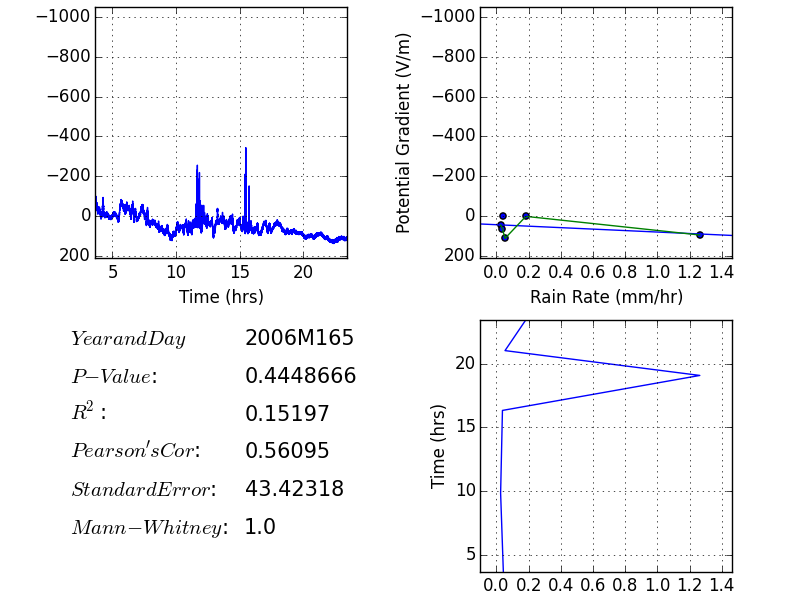 −1000
−800
−600
−400
−200
0
200
5 10 15 20
Time (hrs)
Potential Gradient (V/m)
−1000
−800
−600
−400
−200
0
200
0.0 0.2 0.4 0.6 0.8 1.0 1.2 1.4
Rain Rate (mm/hr)
YearandDay 2006M165
P−Value: 0.4448666
R²: 0.15197
Pearson′sCor: 0.56095
StandardError: 43.42318
Mann−Whitney: 1.0
Time (hrs)
20
15
10
5
0.0 0.2 0.4 0.6 0.8 1.0 1.2 1.4